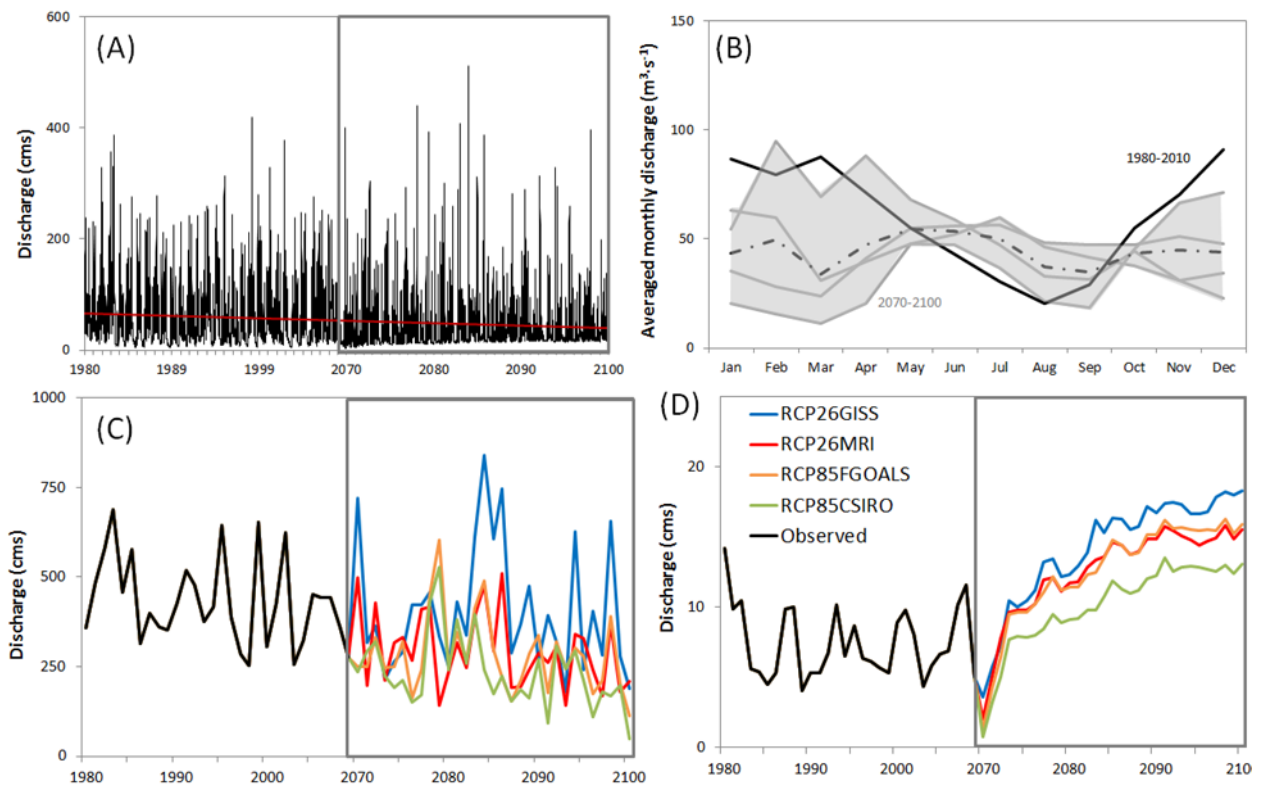 (A)
Discharge (cms)
600
400
200
0
1980 1989 1999 2070 2080 2090 2100
(B)
Averaged monthly discharge (m³·s⁻¹)
150
100
50
0
1980-2010
2070-2100
Jan Feb Mar Apr May Jun Jul Aug Sep Oct Nov Dec
(C)
Discharge (cms)
1000
750
500
250
0
1980 1990 2000 2070 2080 2090 2100
(D)
Discharge (cms)
20
10
0
RCP26GISS
RCP26MRI
RCP85FGOALS
RCP85CSIRO
Observed
1980 1990 2000 2070 2080 2090 210